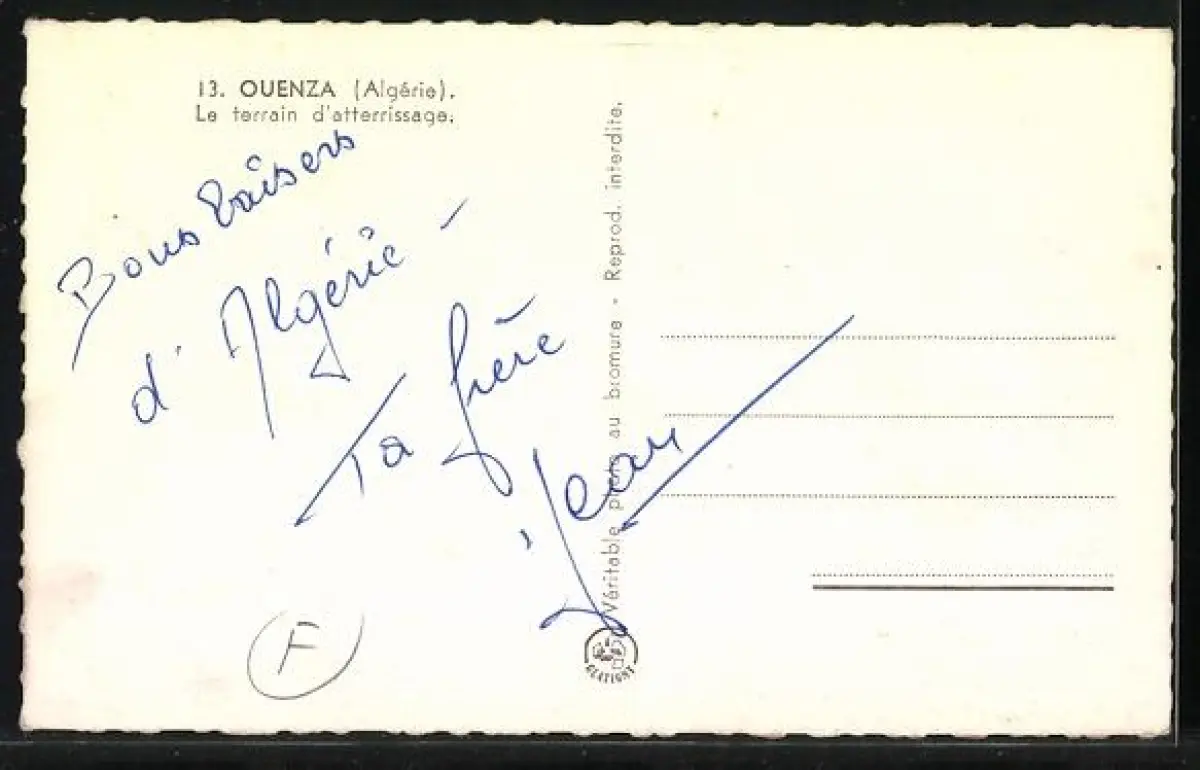 13. OUENZA (Algérie).
Le terrain d'atterrissage.
Bons baisers
d'Algérie -
Ta frère
Jean
Véritable photo au bromure - Reprod. interdite.
F